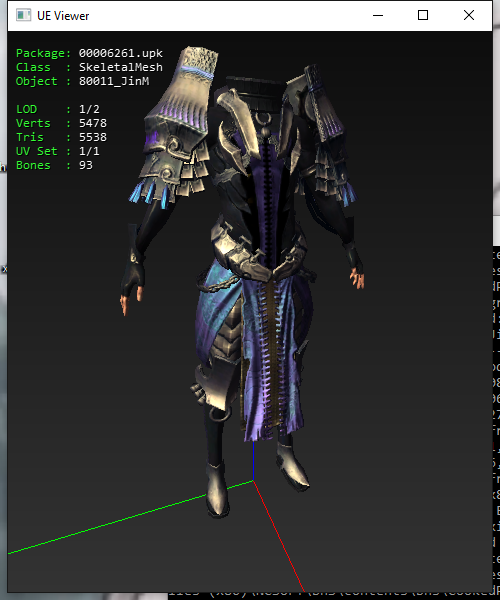 UE Viewer
Package: 00006261.upk
Class : SkeletalMesh
Object : 80011_JinM
LOD : 1/2
Verts : 5478
Tris : 5538
UV Set : 1/1
Bones : 93